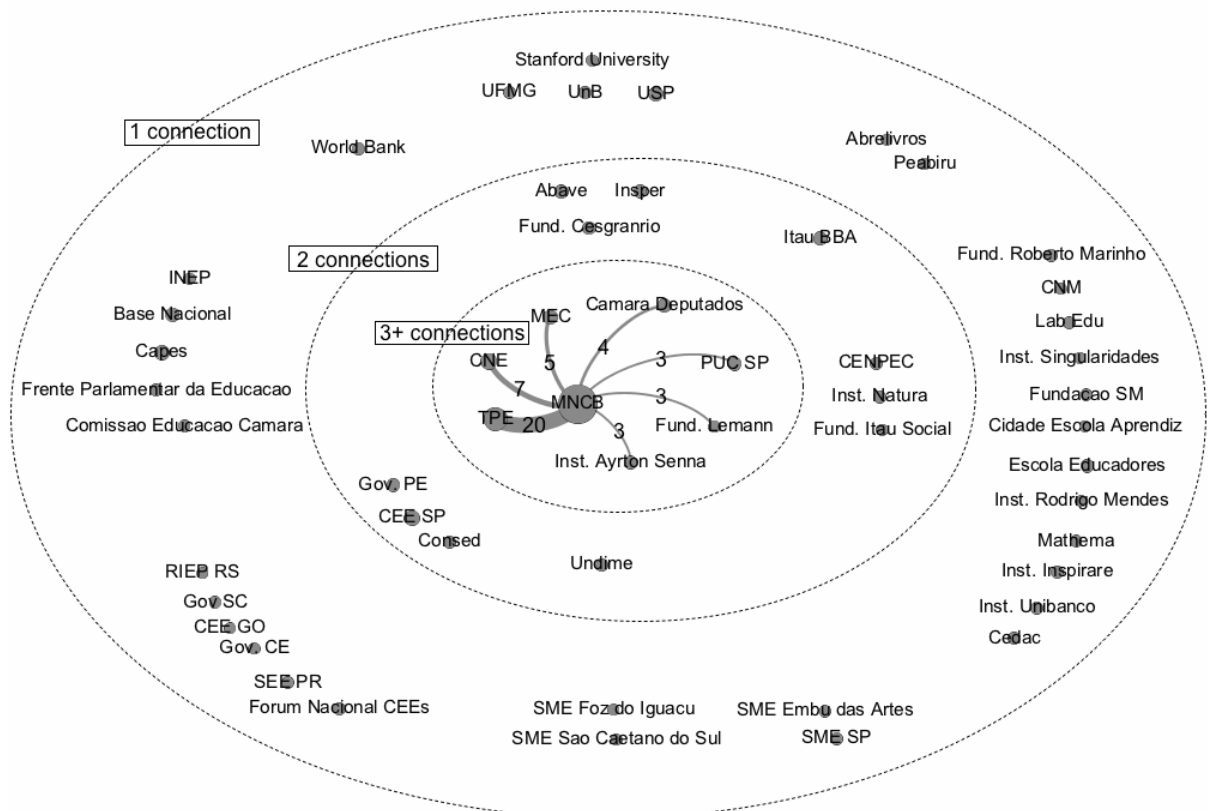 Stanford University
UFMG UnB USP
1 connection
World Bank
Abrelivros
Peabiru
Abave Insper
Fund. Cesgranrio
Itau BBA
2 connections
Fund. Roberto Marinho
INEP
CNM
Base Nacional
Camara Deputados
MEC
Lab Edu
3+ connections
4
Capes
CNE
5
3
PUC SP
CENPEC
Inst. Singularidades
Frente Parlamentar da Educacao
7
MNCB
3
Inst. Natura
Fundacao SM
Comissao Educacao Camara
TPE
20
3
Fund. Lemann
Fund. Itau Social
Cidade Escola Aprendiz
Inst. Ayrton Senna
Escola Educadores
Gov. PE
Inst. Rodrigo Mendes
CEE SP
Consed
Mathema
Undime
RIEP RS
Inst. Inspirare
Gov SC
Inst. Unibanco
CEE GO
Cedac
Gov. CE
SEE PR
Forum Nacional CEEs
SME Foz do Iguacu
SME Embu das Artes
SME Sao Caetano do Sul
SME SP